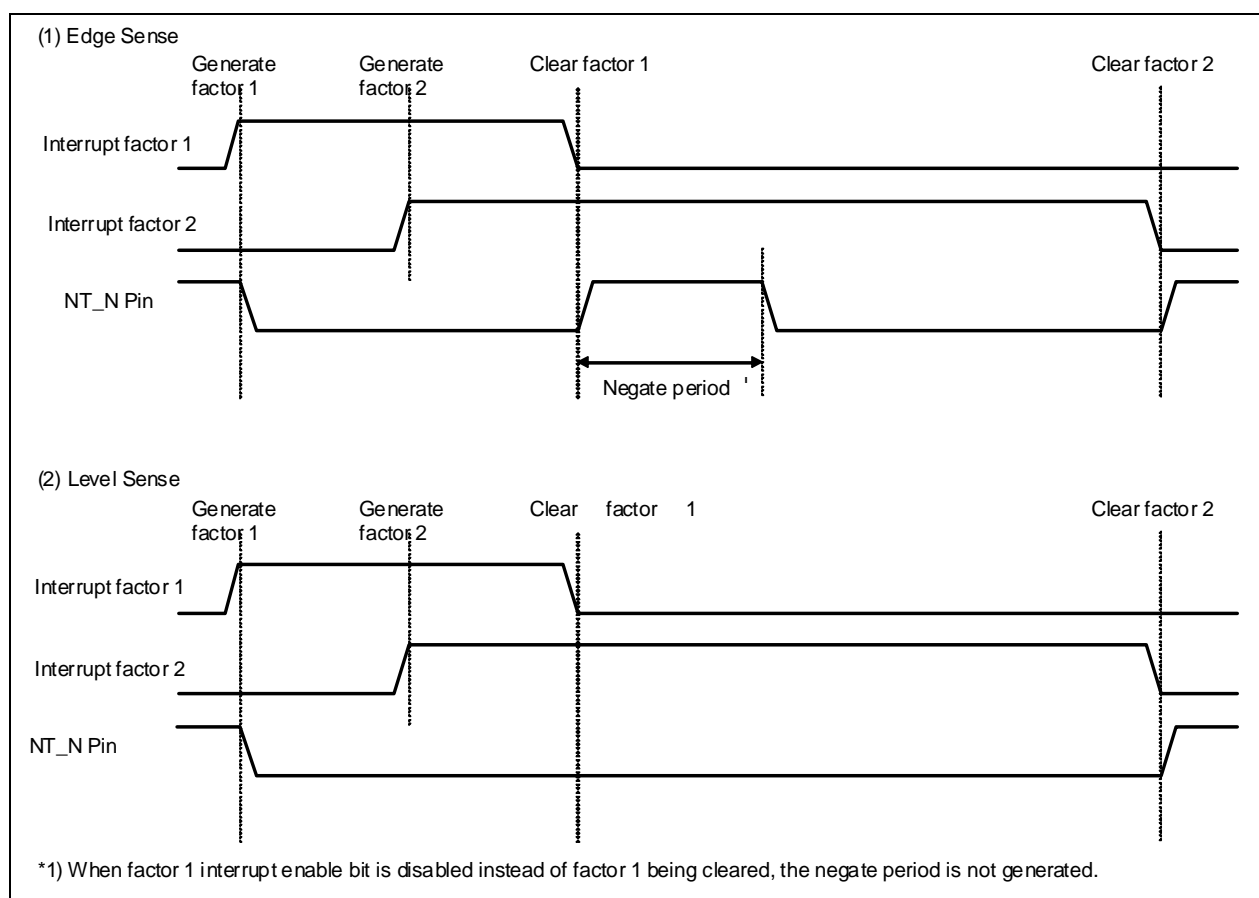 (1) Edge Sense
Generate
factor 1
Generate
factor 2
Clear factor 1
Clear factor 2
Interrupt factor 1
Interrupt factor 2
NT_N Pin
Negate period '
(2) Level Sense
Generate
factor 1
Generate
factor 2
Clear factor 1
Clear factor 2
Interrupt factor 1
Interrupt factor 2
NT_N Pin
*1) When factor 1 interrupt enable bit is disabled instead of factor 1 being cleared, the negate period is not generated.